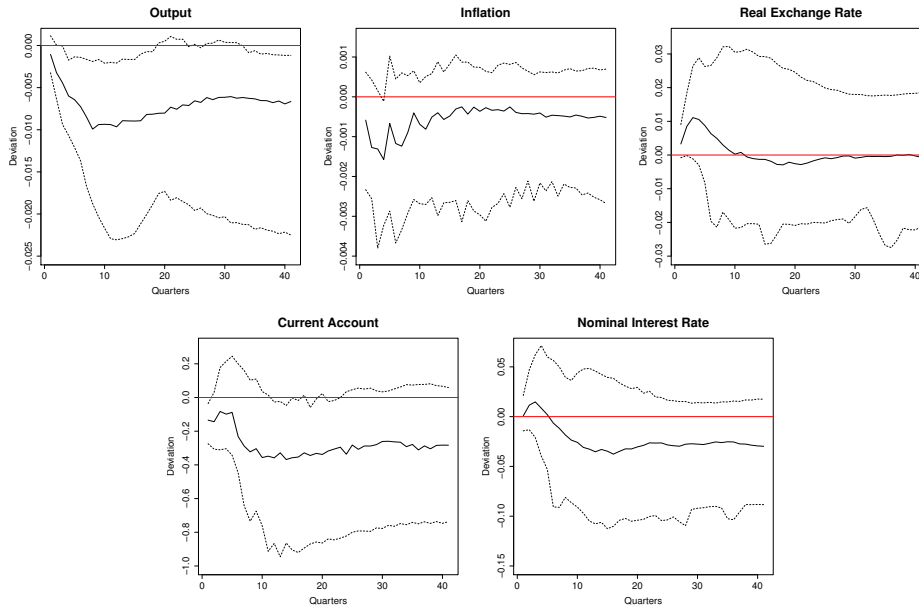 Output
Deviation
0.000
−0.005
−0.010
−0.015
−0.020
−0.025
0 10 20 30 40
Quarters
Inflation
Deviation
0.001
0.000
−0.001
−0.002
−0.003
−0.004
0 10 20 30 40
Quarters
Real Exchange Rate
Deviation
0.03
0.02
0.01
0.00
−0.01
−0.02
−0.03
0 10 20 30 40
Quarters
Current Account
Deviation
0.2
0.0
−0.2
−0.4
−0.6
−0.8
−1.0
0 10 20 30 40
Quarters
Nominal Interest Rate
Deviation
0.05
0.00
−0.05
−0.10
−0.15
0 10 20 30 40
Quarters